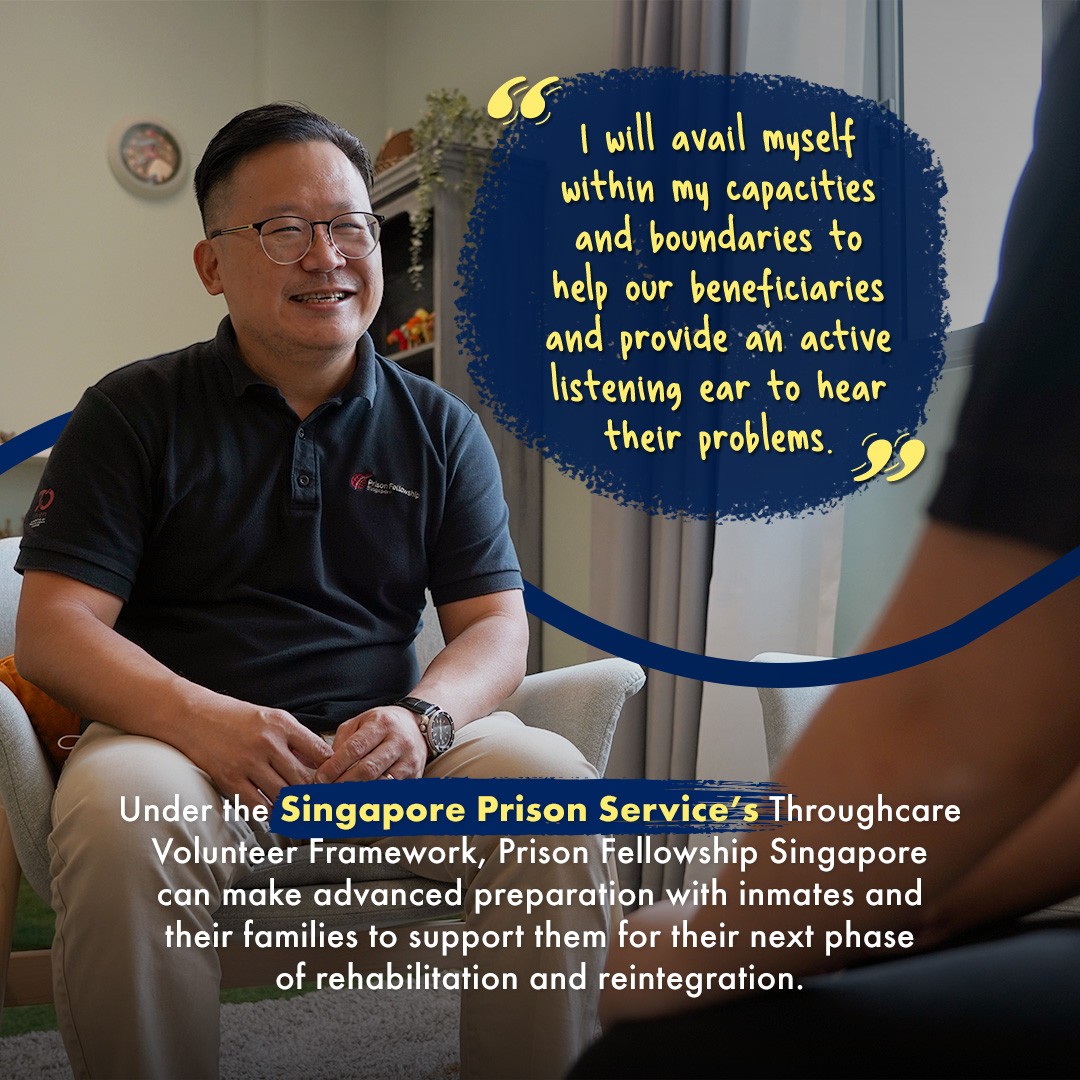 “
I will avail myself
within my capacities
and boundaries to
help our beneficiaries
and provide an active
listening ear to hear
their problems.
”
Prison Fellowship
Singapore
Under the Singapore Prison Service’s Throughcare
Volunteer Framework, Prison Fellowship Singapore
can make advanced preparation with inmates and
their families to support them for their next phase
of rehabilitation and reintegration.